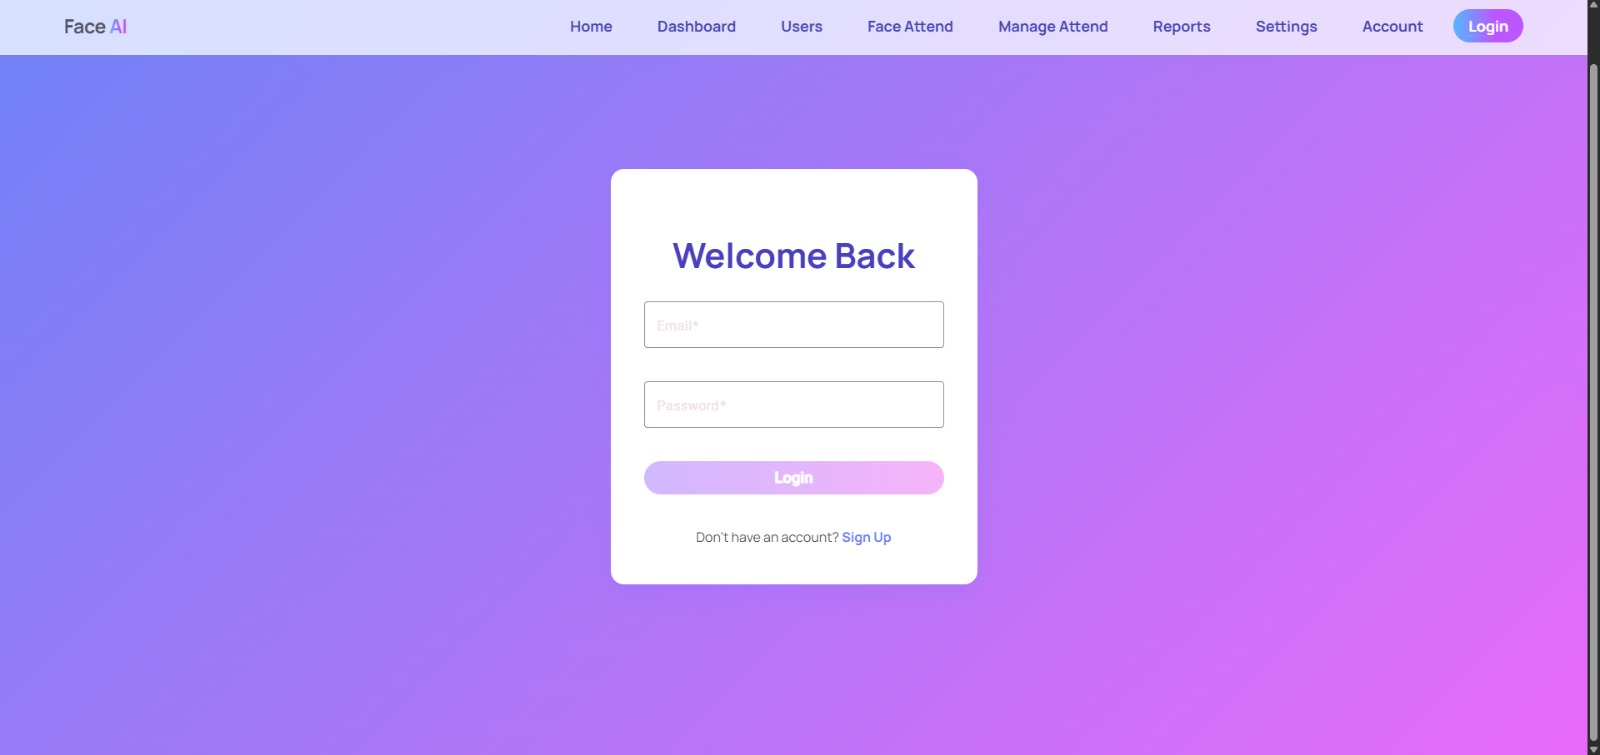 Face AI
Home Dashboard Users Face Attend Manage Attend Reports Settings Account Login
Welcome Back
Email*
Password*
Login
Don't have an account? Sign Up